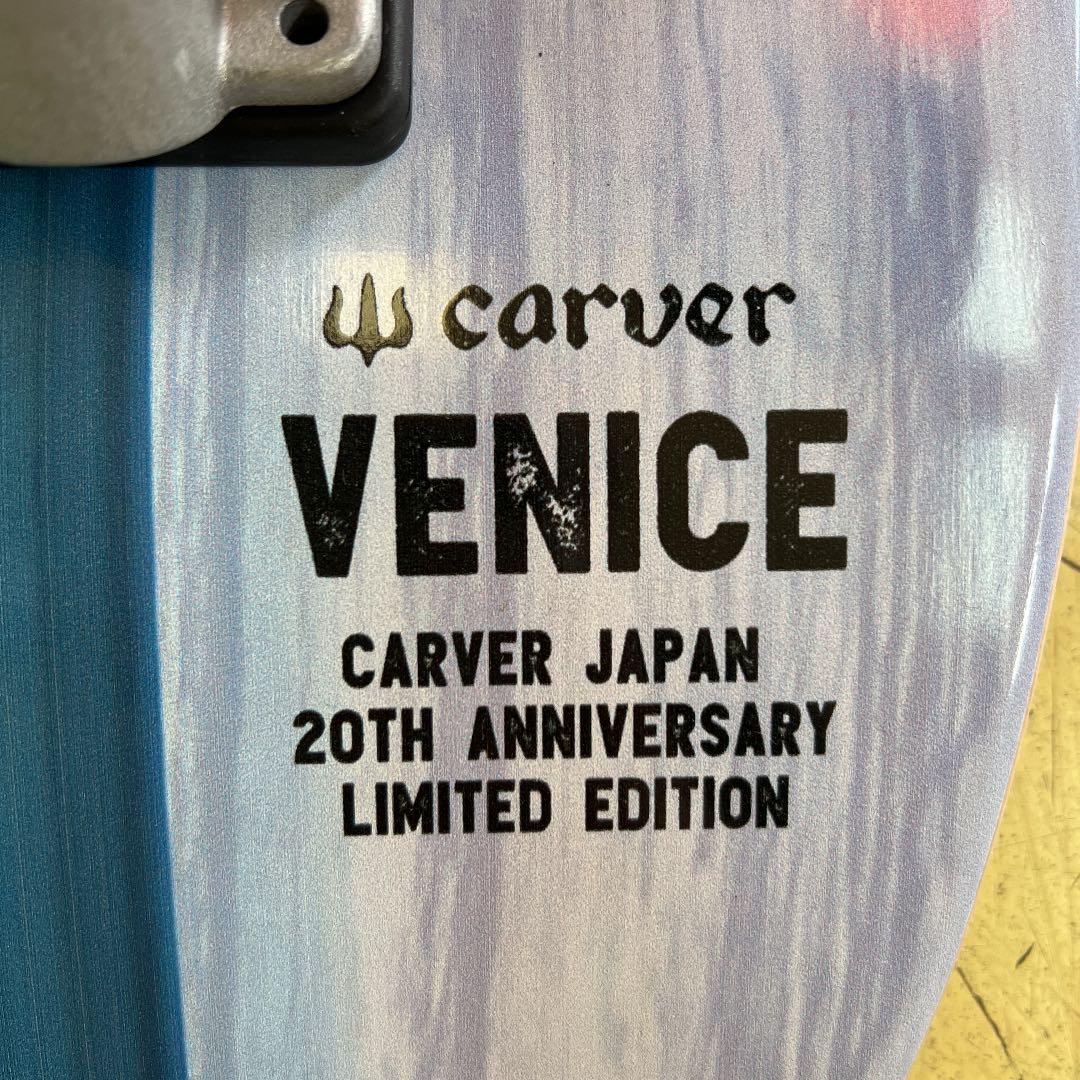 carver
VENICE
CARVER JAPAN
20TH ANNIVERSARY
LIMITED EDITION